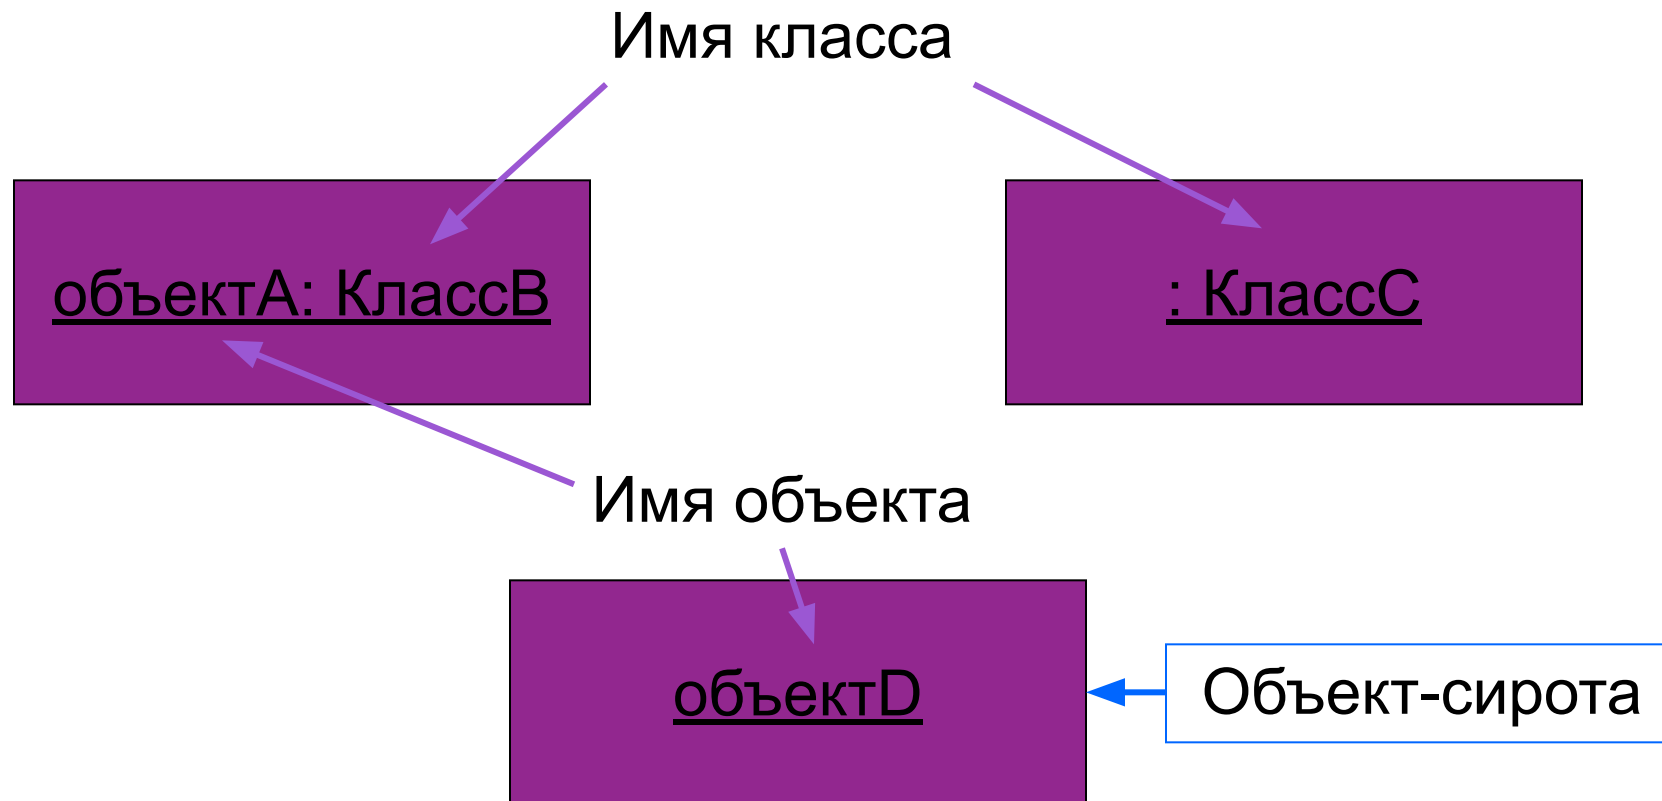 Имя класса
объектA: КлассB
: КлассC
Имя объекта
объектD
Объект-сирота